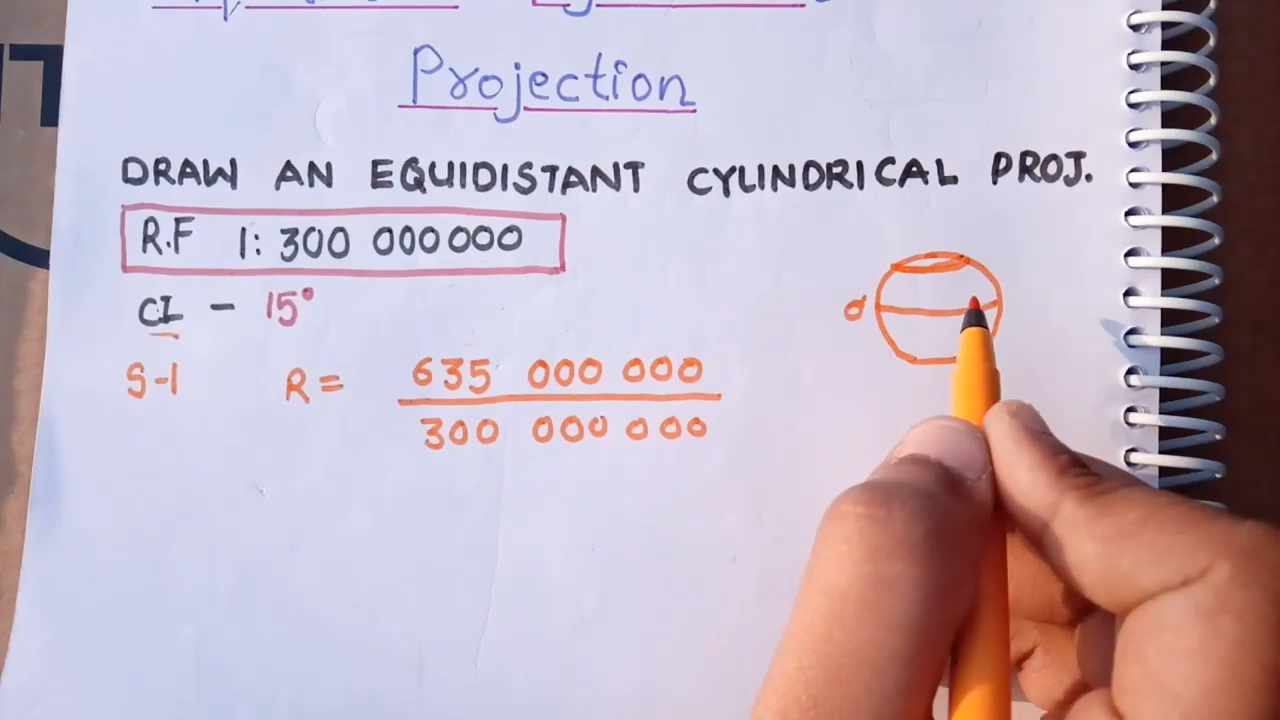 Projection
DRAW AN EQUIDISTANT CYLINDRICAL PROJ.
R.F 1: 300 000000
CI - 15°
S-1 R = 635 000 000
300 000 000
0°